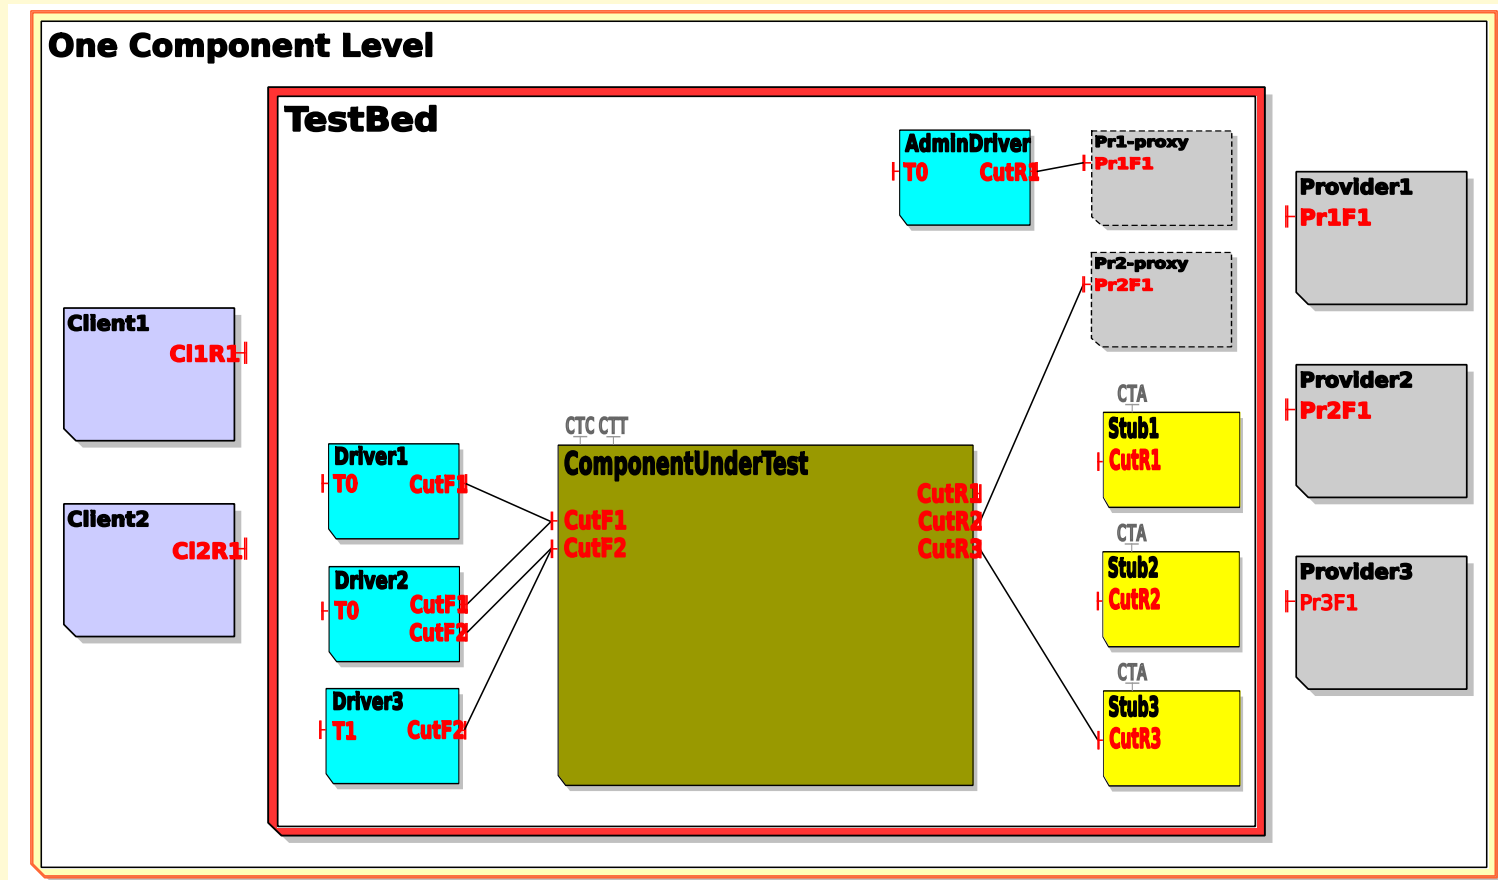 One Component Level
TestBed
AdminDriver
T0 CutR1
Pr1-proxy
Pr1F1
Provider1
Pr1F1
Pr2-proxy
Pr2F1
Client1
Cl1R1
Provider2
Pr2F1
CTA
Stub1
CutR1
CTC CTT
ComponentUnderTest
CutR1
CutR2
CutR3
CutF1
CutF2
Driver1
T0 CutF1
Client2
Cl2R1
Driver2
T0
CutF1
CutF2
CTA
Stub2
CutR2
Provider3
Pr3F1
Driver3
T1 CutF2
CTA
Stub3
CutR3